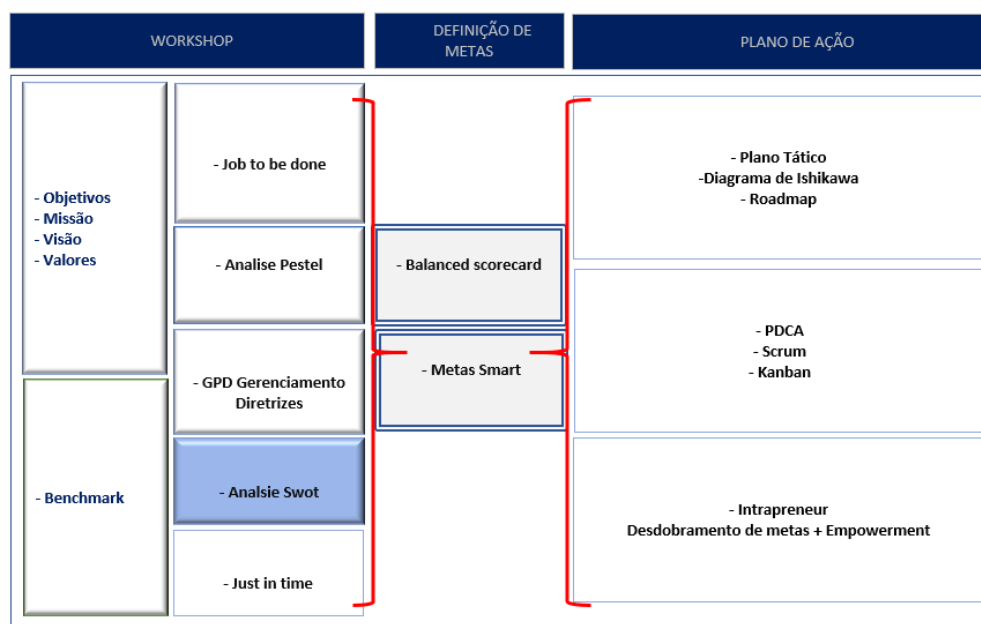 WORKSHOP
DEFINIÇÃO DE
METAS
PLANO DE AÇÃO
- Objetivos
- Missão
- Visão
- Valores
- Benchmark
- Job to be done
- Analise Pestel
- GPD Gerenciamento
Diretrizes
- Analsie Swot
- Just in time
- Balanced scorecard
- Metas Smart
- Plano Tático
-Diagrama de Ishikawa
- Roadmap
- PDCA
- Scrum
- Kanban
- Intrapreneur
Desdobramento de metas + Empowerment